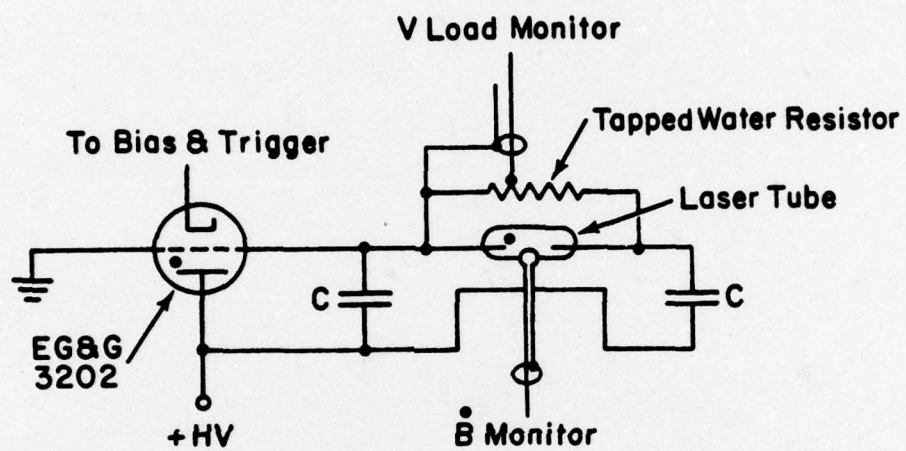 V Load Monitor
To Bias & Trigger
Tapped Water Resistor
Laser Tube
C
C
EG&G
3202
+HV
Ḃ Monitor